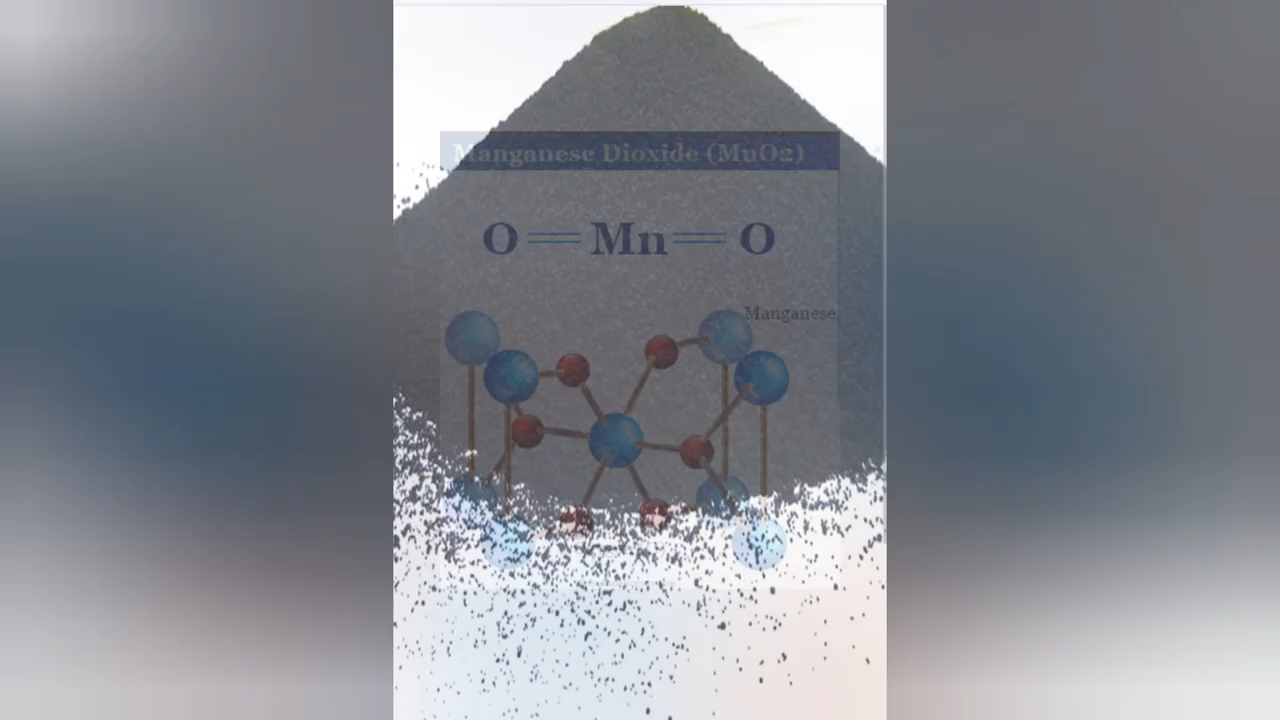 Manganese Dioxide (MnO2)
O = Mn = O
Manganese